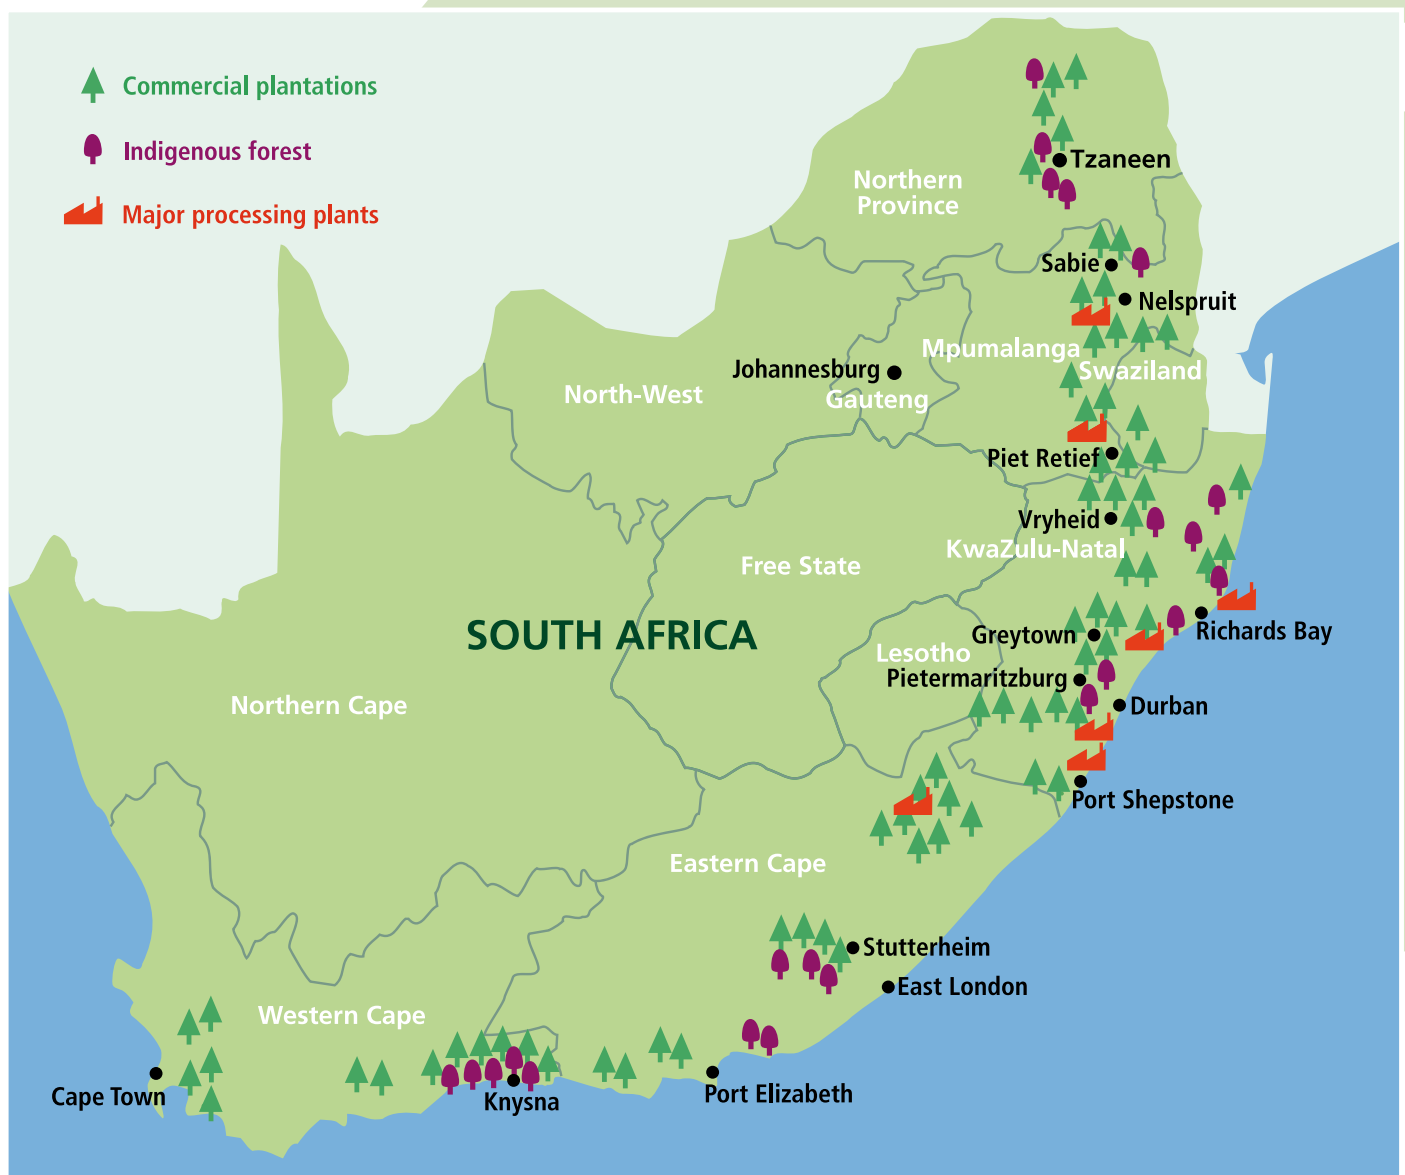 Commercial plantations
Indigenous forest
Major processing plants
Tzaneen
Northern
Province
Sabie
Nelspruit
Mpumalanga
Johannesburg
Swaziland
North-West
Gauteng
Piet Retief
Vryheid
KwaZulu-Natal
Free State
SOUTH AFRICA
Greytown
Richards Bay
Lesotho
Pietermaritzburg
Northern Cape
Durban
Port Shepstone
Eastern Cape
Stutterheim
East London
Western Cape
Cape Town
Knysna
Port Elizabeth